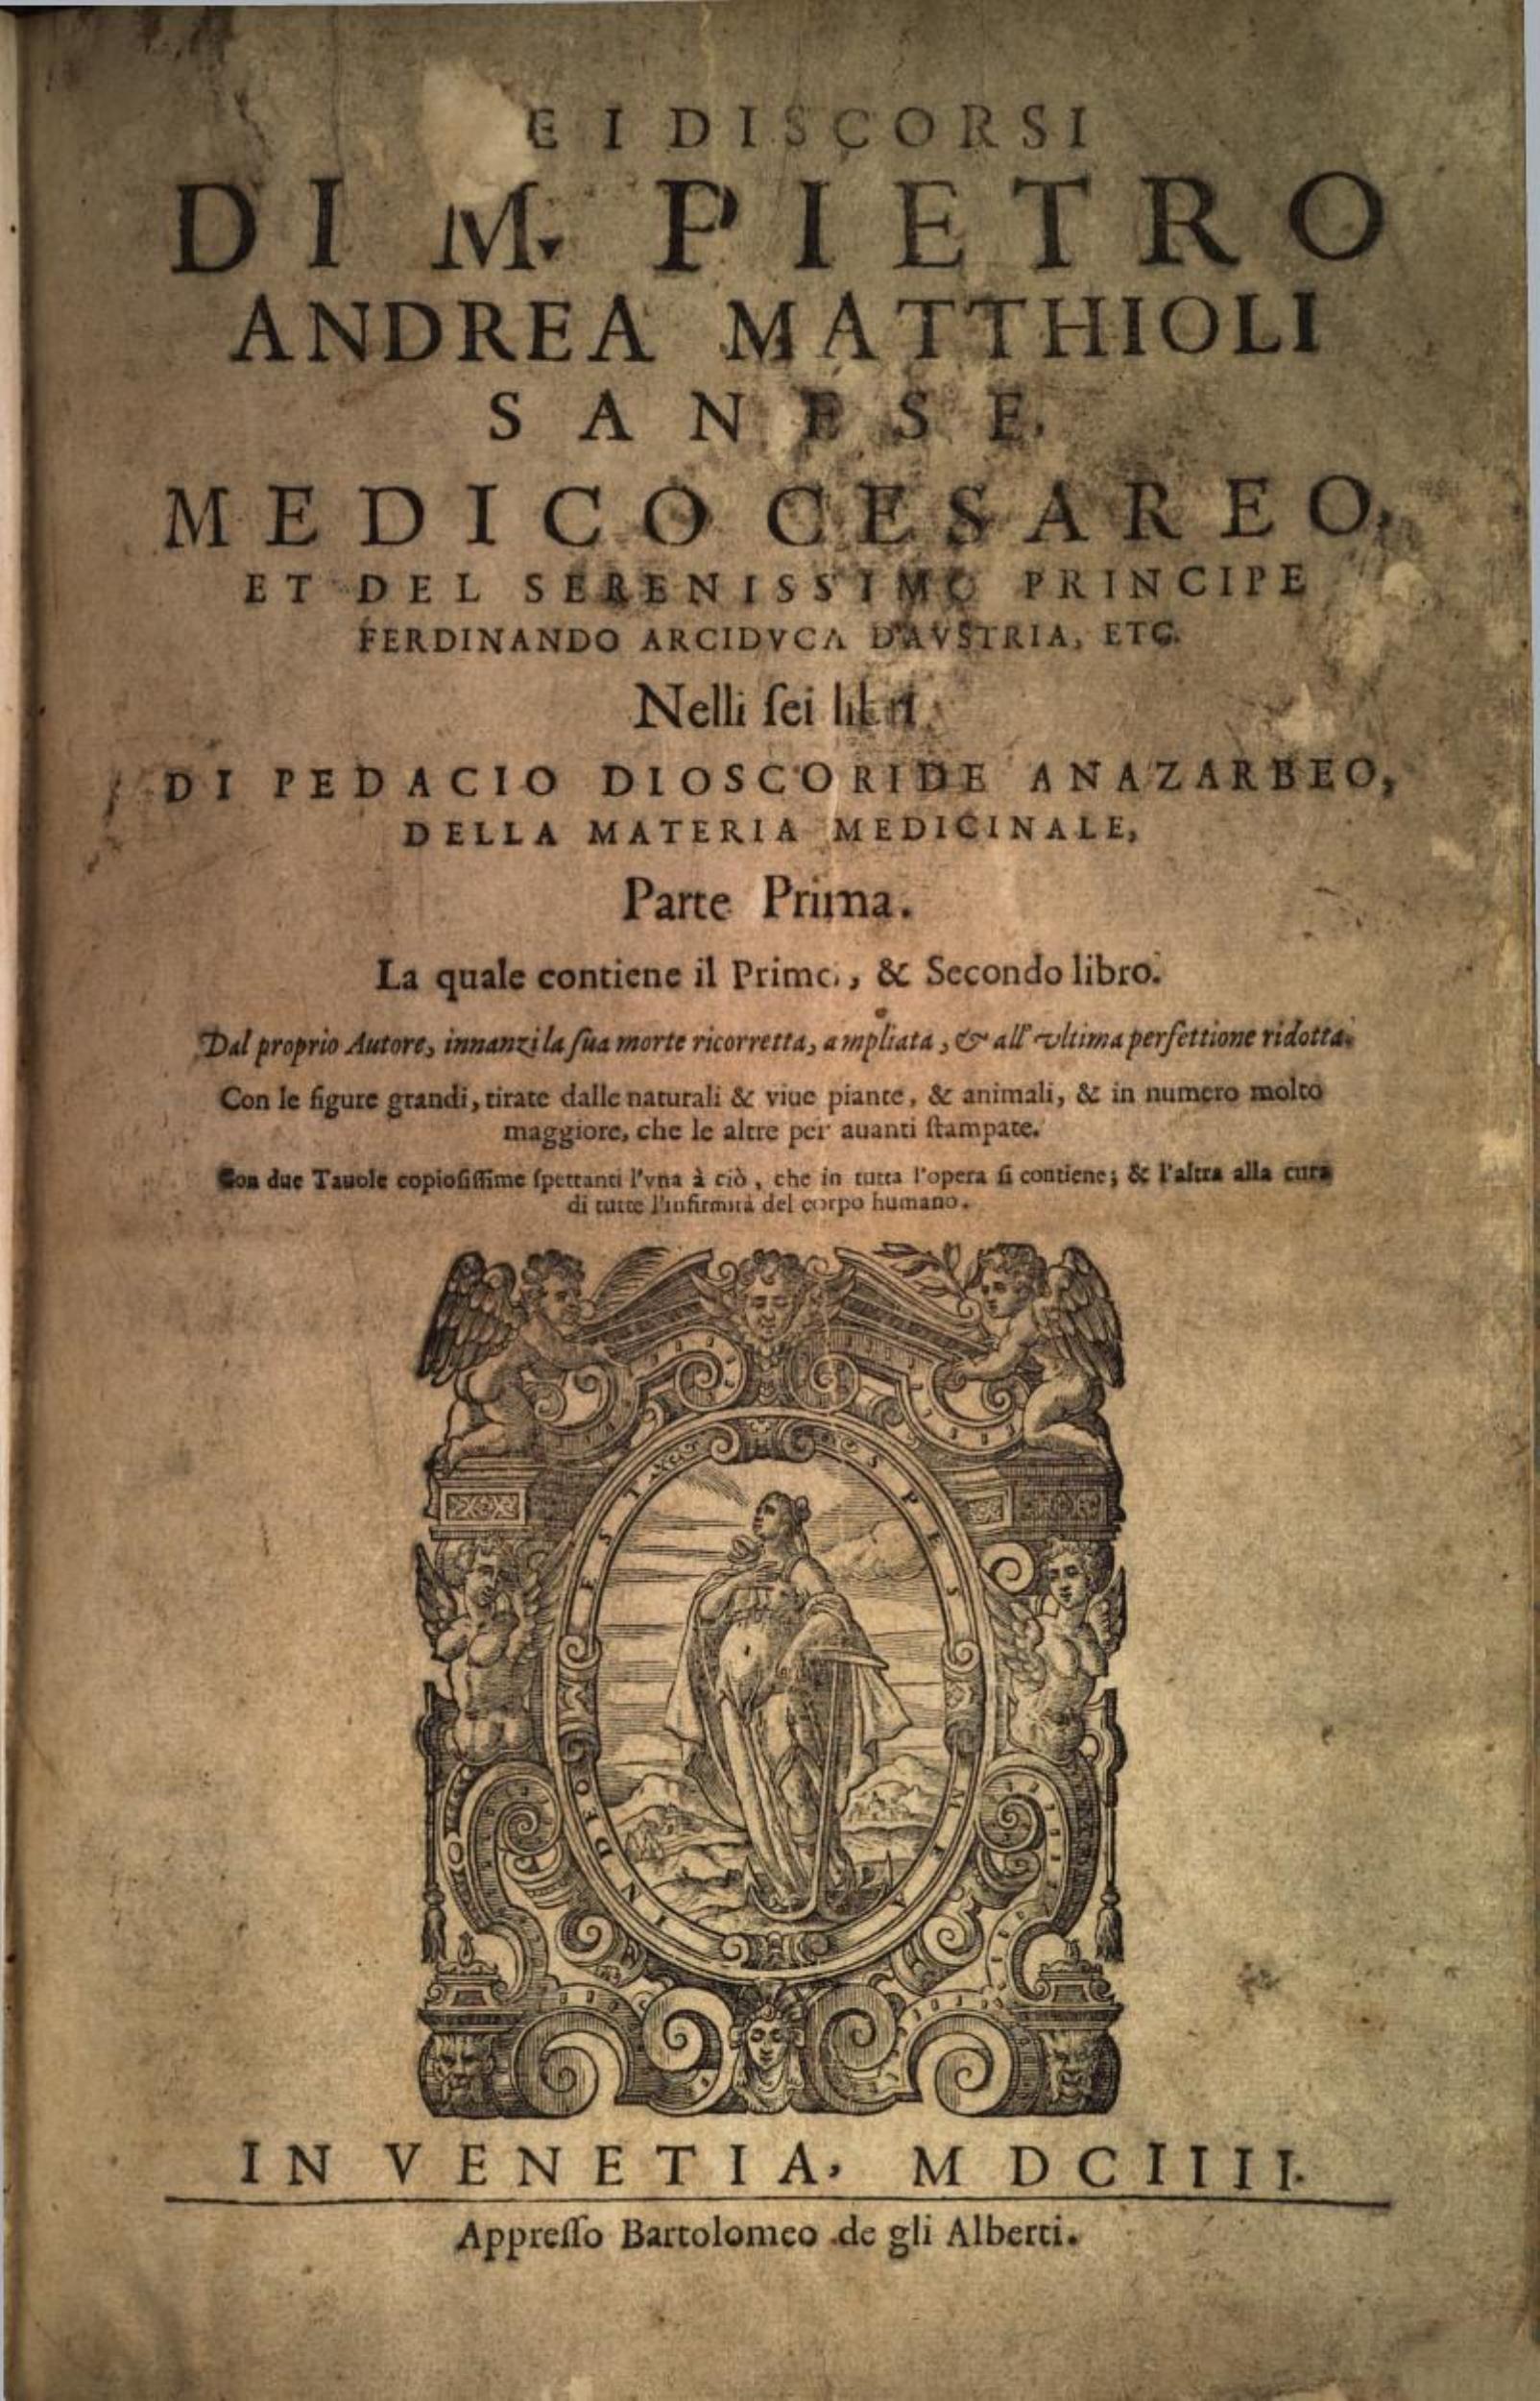 E I DISCORSI
DI M. PIETRO
ANDREA MATTHIOLI
SANESE,
MEDICO CESAREO,
ET DEL SERENISSIMO PRINCIPE
FERDINANDO ARCIDVCA D'AVSTRIA, ETC.
Nelli ſei libri
DI PEDACIO DIOSCORIDE ANAZARBEO,
DELLA MATERIA MEDICINALE,
Parte Prima.
La quale contiene il Primo, & Secondo libro.
Dal proprio Autore, innanzi la ſua morte ricorretta, ampliata, & all'vltima perfettione ridotta.
Con le figure grandi, tirate dalle naturali & viue piante, & animali, & in numero molto
maggiore, che le altre per auanti ſtampate.
Con due Tauole copioſiſſime ſpettanti l'vna à ciò, che in tutta l'opera ſi contiene; & l'altra alla cura
di tutte l'infirmità del corpo humano.
SPES MEA
IN DEO EST
IN VENETIA, MDCIIII.
Appreſſo Bartolomeo de gli Alberti.